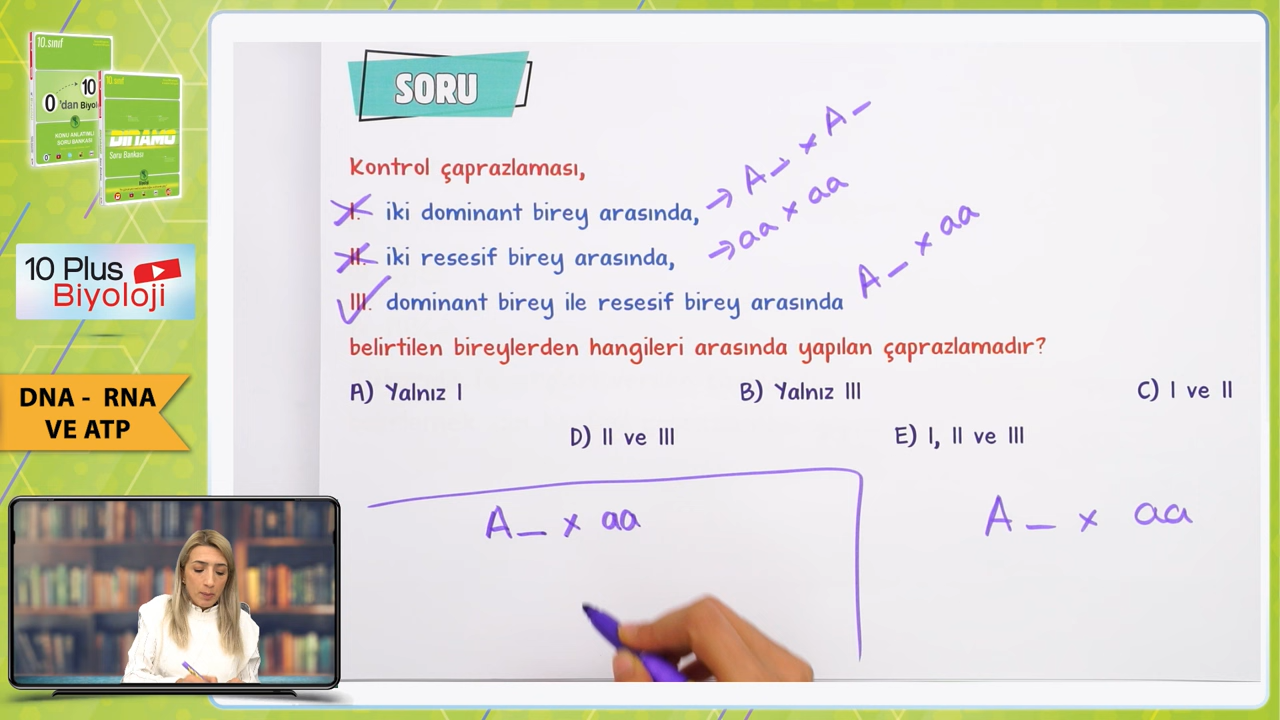 10.sınıf
0 'dan 10
Biyol
KONU ANLATIMLI
SORU BANKASI
10.sınıf
DİNAMO
Soru Bankası
10 Plus
Biyoloji
DNA - RNA
VE ATP
SORU
Kontrol çaprazlaması,
I. iki dominant birey arasında, → A_ x A_
II. iki resesif birey arasında, → aa x aa
III. dominant birey ile resesif birey arasında A_ x aa
belirtilen bireylerden hangileri arasında yapılan çaprazlamadır?
A) Yalnız I B) Yalnız III C) I ve II
D) II ve III E) I, II ve III
A_ x aa A_ x aa